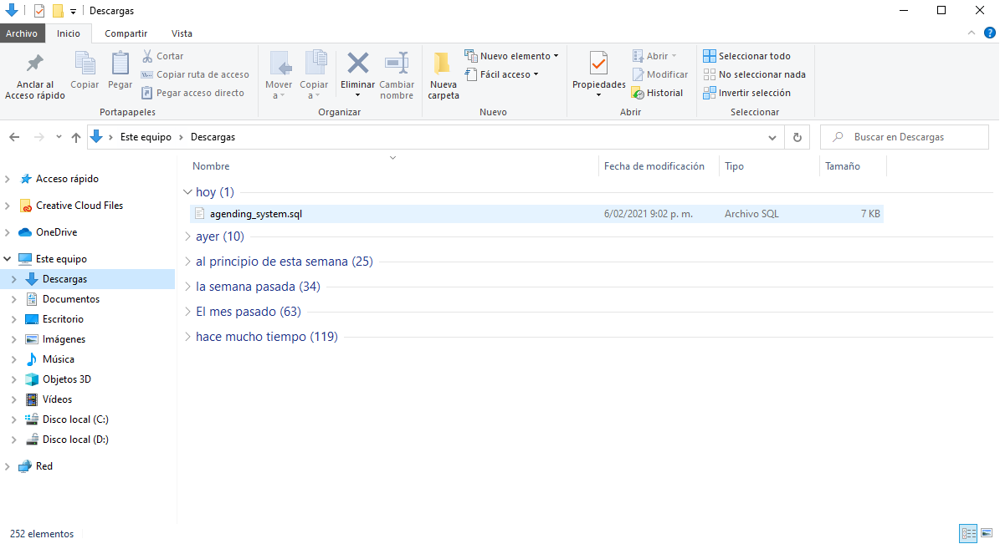 Descargas
Archivo Inicio Compartir Vista
Anclar al Acceso rápido
Copiar
Pegar
Cortar
Copiar ruta de acceso
Pegar acceso directo
Portapapeles
Mover a
Copiar a
Eliminar
Cambiar nombre
Organizar
Nueva carpeta
Nuevo elemento
Fácil acceso
Nuevo
Propiedades
Abrir
Modificar
Historial
Abrir
Seleccionar todo
No seleccionar nada
Invertir selección
Seleccionar
Este equipo Descargas
Buscar en Descargas
Acceso rápido
Creative Cloud Files
OneDrive
Este equipo
Descargas
Documentos
Escritorio
Imágenes
Música
Objetos 3D
Vídeos
Disco local (C:)
Disco local (D:)
Red
Nombre Fecha de modificación Tipo Tamaño
hoy (1)
agending_system.sql 6/02/2021 9:02 p. m. Archivo SQL 7 KB
ayer (10)
al principio de esta semana (25)
la semana pasada (34)
El mes pasado (63)
hace mucho tiempo (119)
252 elementos